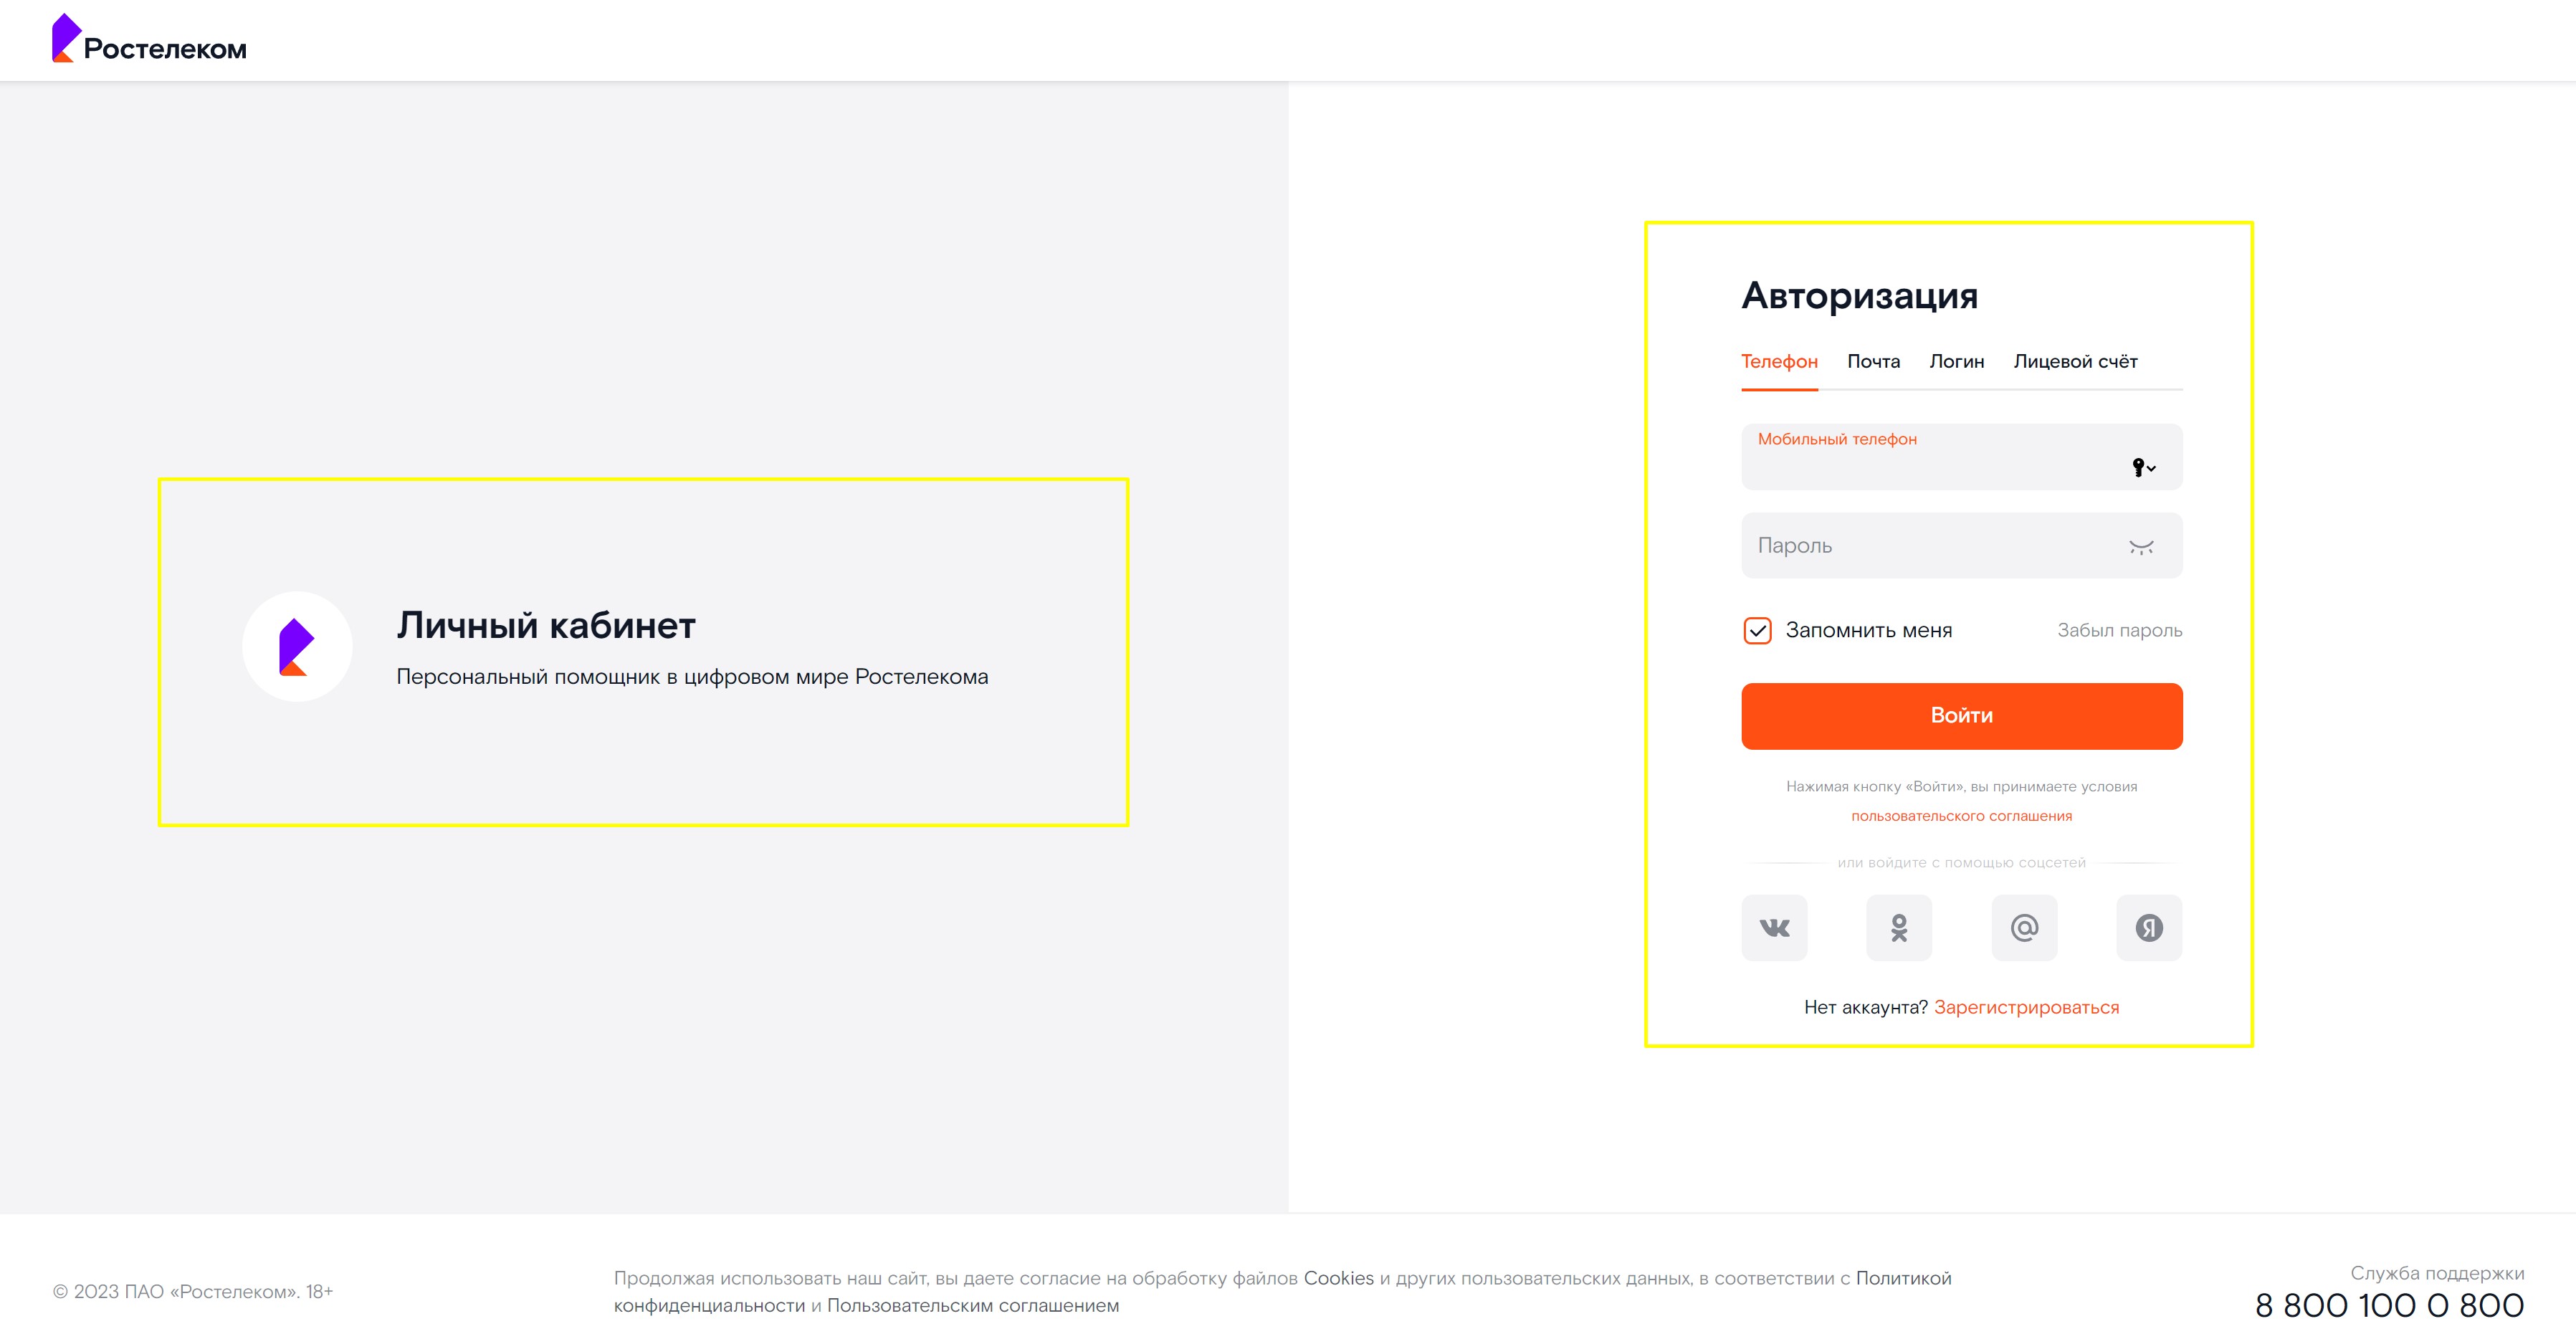 Ростелеком
Личный кабинет
Персональный помощник в цифровом мире Ростелекома
Авторизация
Телефон Почта Логин Лицевой счёт
Мобильный телефон
Пароль
Запомнить меня Забыл пароль
Войти
Нажимая кнопку «Войти», вы принимаете условия
пользовательского соглашения
или войдите с помощью соцсетей
Нет аккаунта? Зарегистрироваться
© 2023 ПАО «Ростелеком». 18+
Продолжая использовать наш сайт, вы даете согласие на обработку файлов Cookies и других пользовательских данных, в соответствии с Политикой
конфиденциальности и Пользовательским соглашением
Служба поддержки
8 800 100 0 800